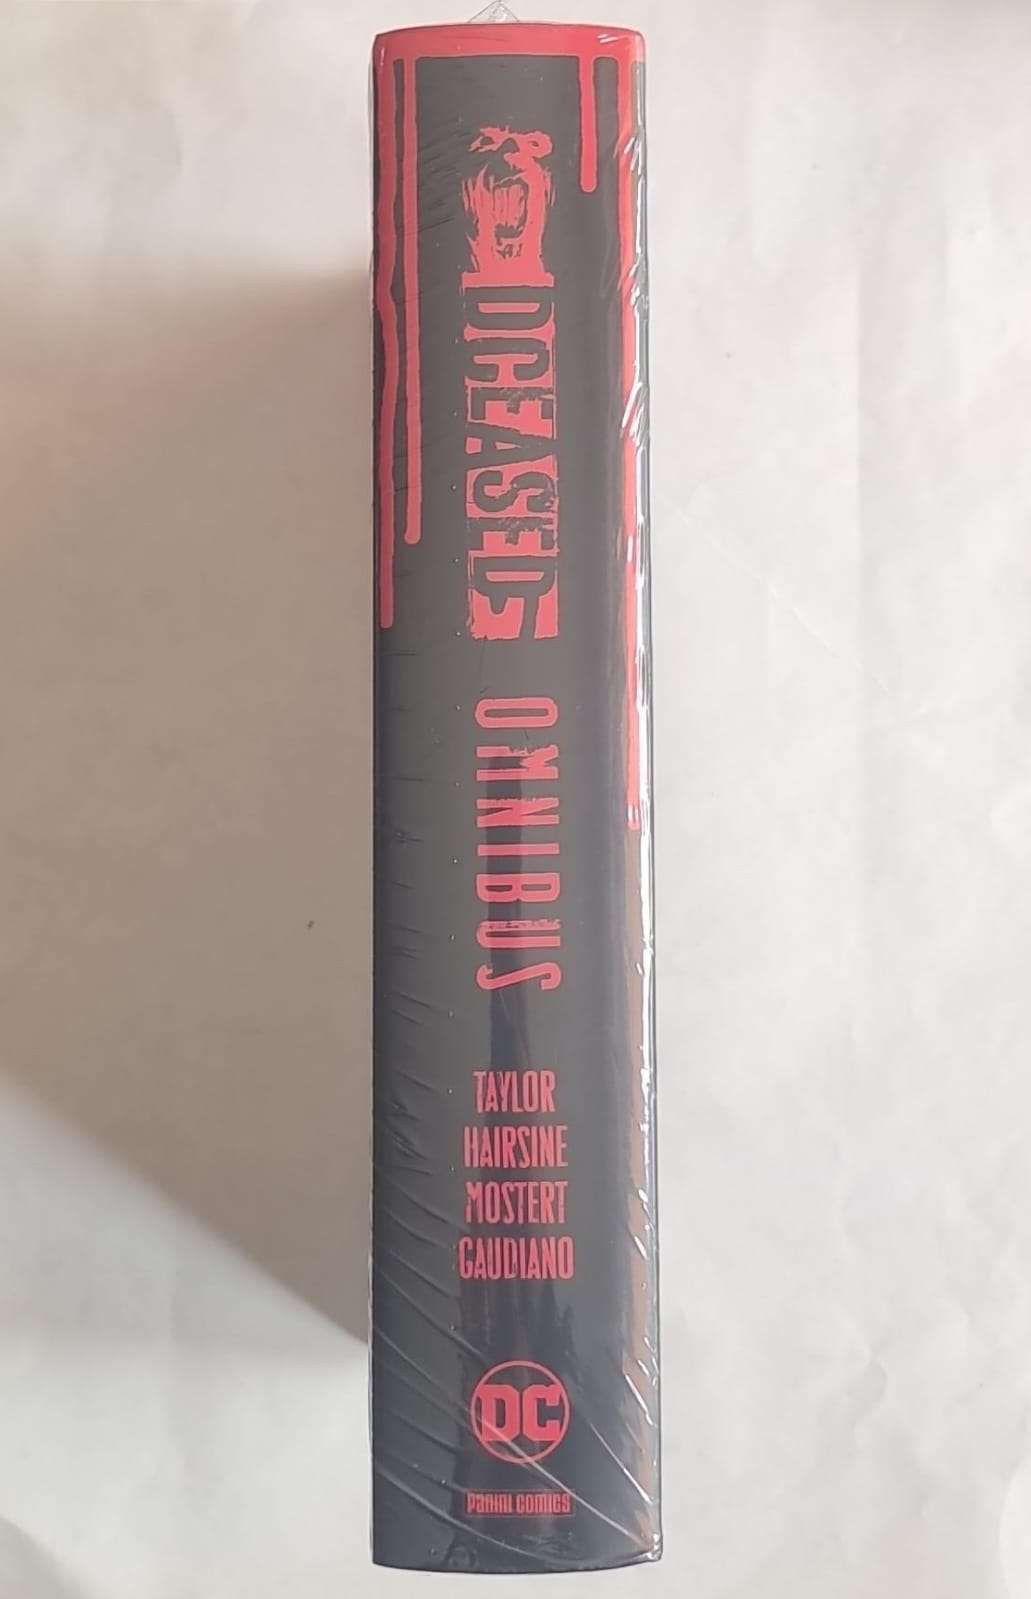 DCEASED
OMNIBUS
TAYLOR
HAIRSINE
MOSTERT
GAUDIANO
DC
PANINI COMICS